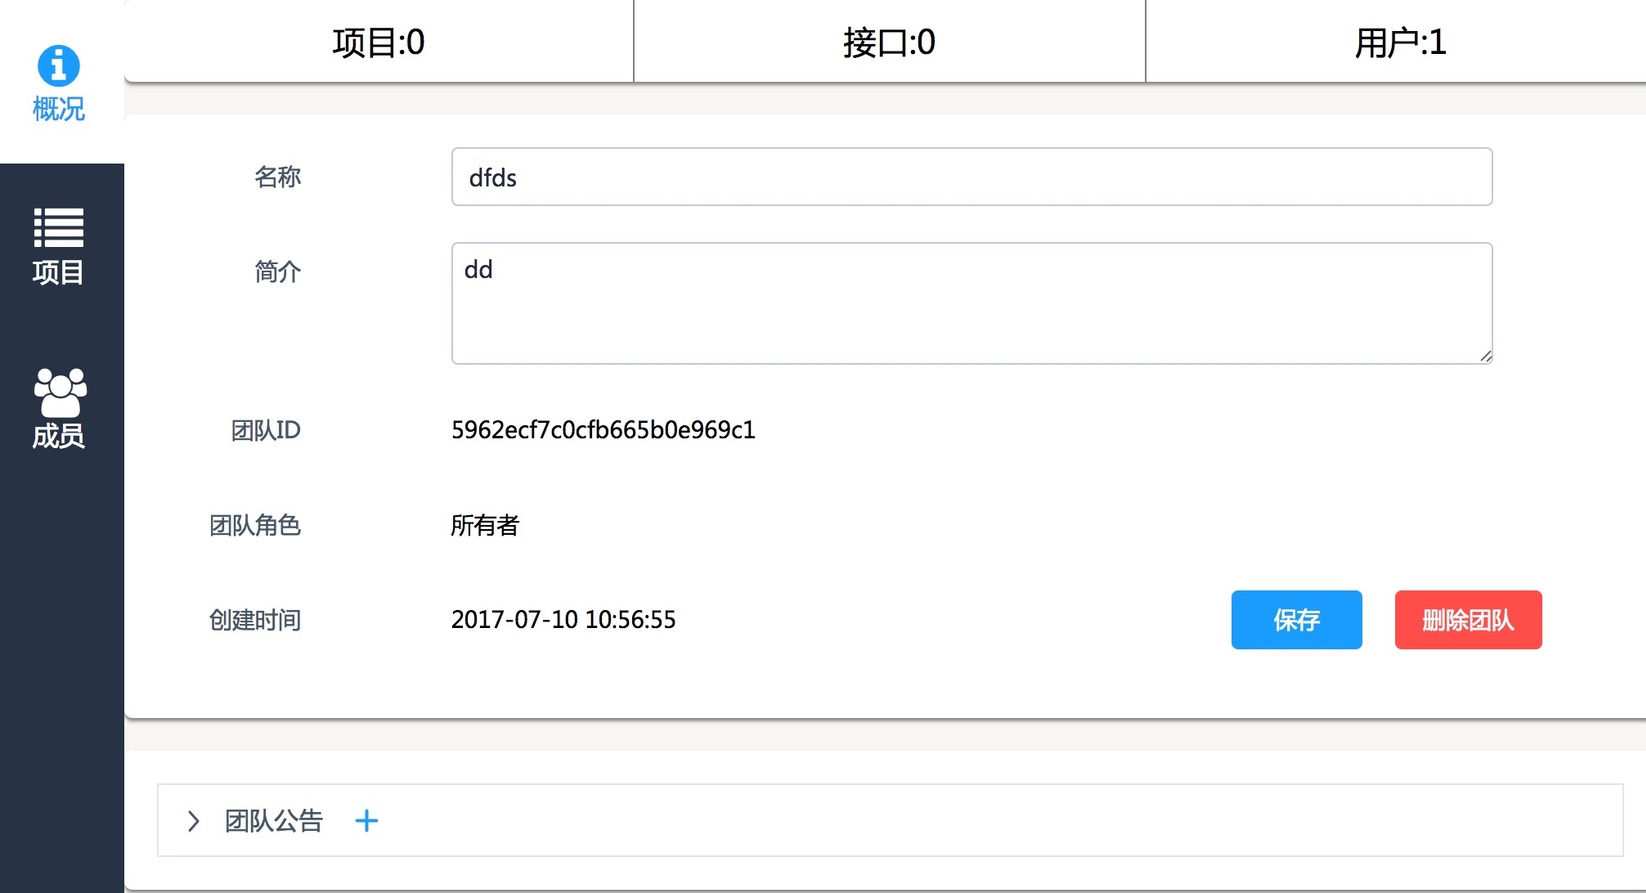 概况
项目
成员
项目:0
接口:0
用户:1
名称
dfds
简介
dd
团队ID
5962ecf7c0cfb665b0e969c1
团队角色
所有者
创建时间
2017-07-10 10:56:55
保存
删除团队
团队公告